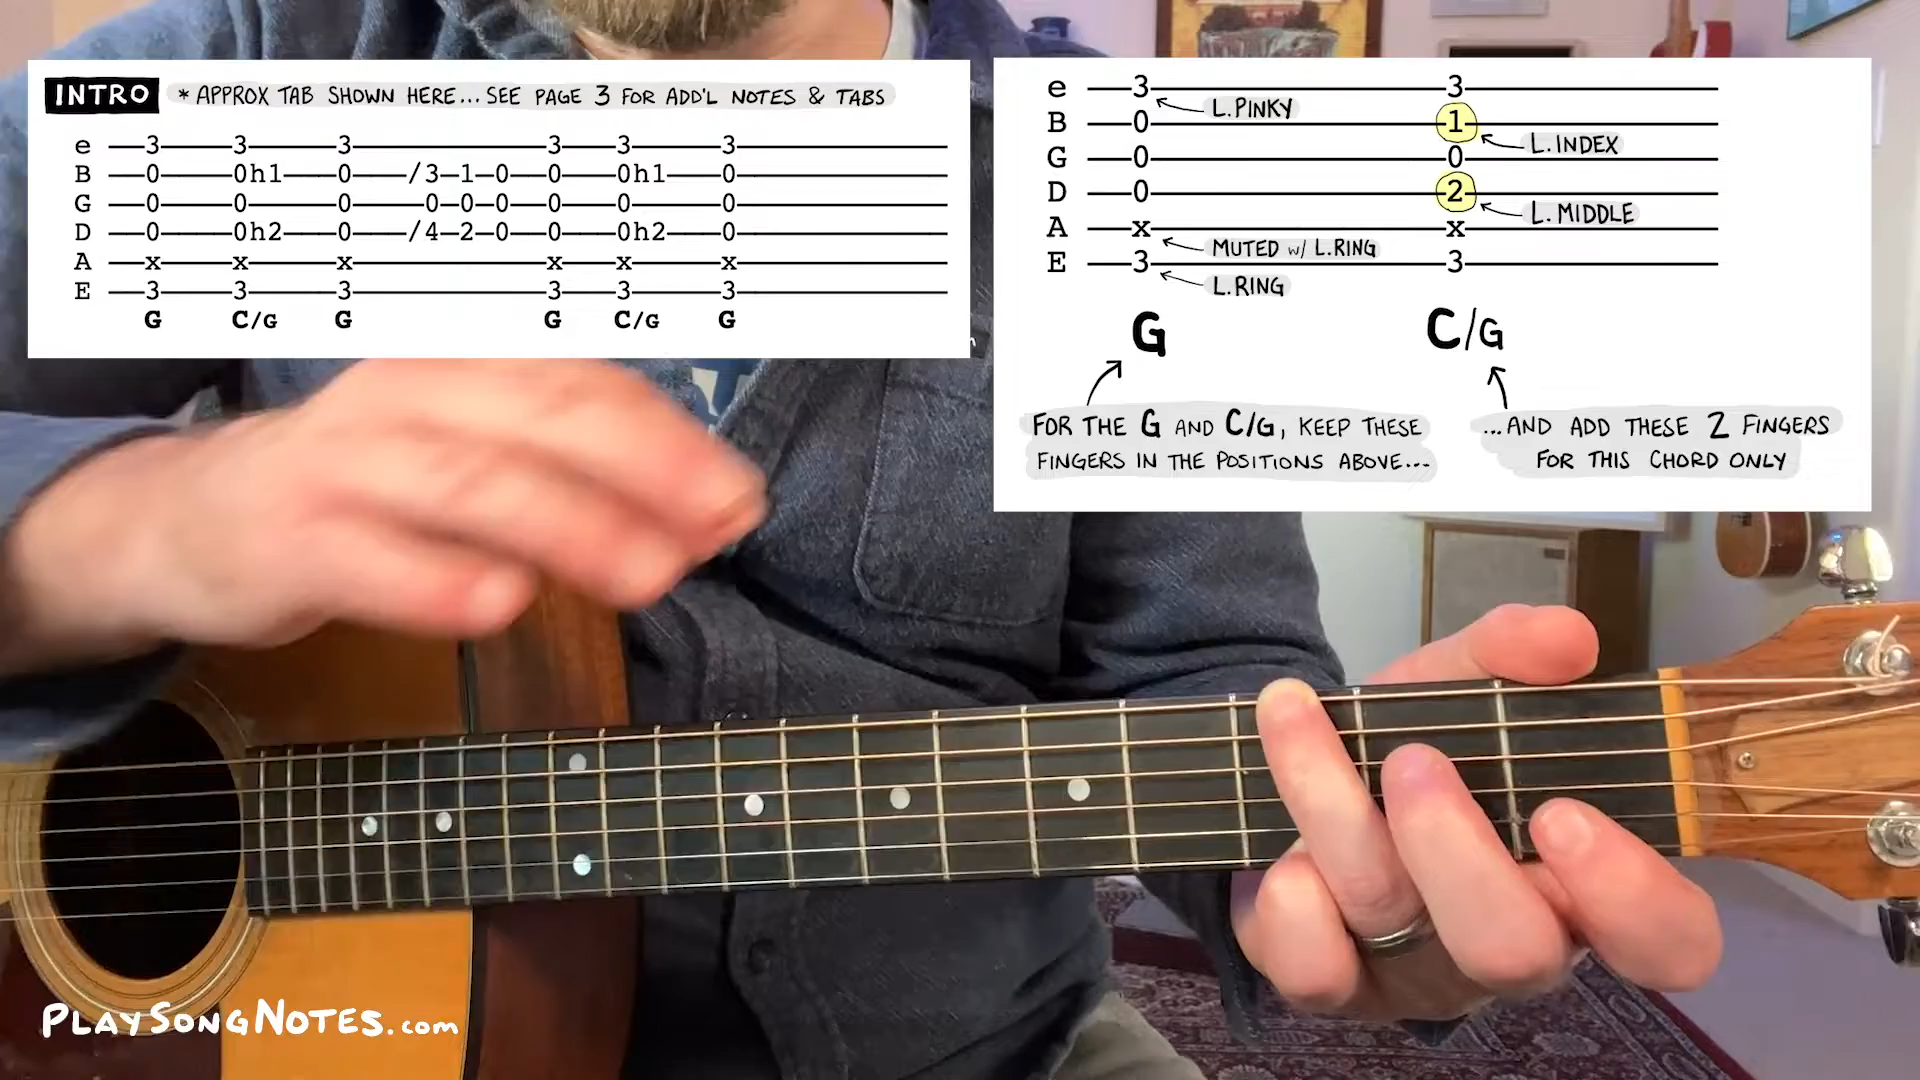 INTRO * APPROX TAB SHOWN HERE... SEE PAGE 3 FOR ADD'L NOTES & TABS
e —3———3———3———3———3———3———
B —0———0h1———0———/3—1—0———0———0h1———0———
G —0———0———0———0—0—0———0———0———0———
D —0———0h2———0———/4—2—0———0———0h2———0———
A —x———x———x———x———x———x———
E —3———3———3———3———3———3———
G C/G G G C/G G
e —3———3———
L.PINKY
B —0———1———
L.INDEX
G —0———0———
D —0———2———
L.MIDDLE
A —x———x———
MUTED w/ L.RING
E —3———3———
L.RING
G C/G
FOR THE G AND C/G, KEEP THESE
FINGERS IN THE POSITIONS ABOVE...
...AND ADD THESE 2 FINGERS
FOR THIS CHORD ONLY
PLAYSONGNOTES.com